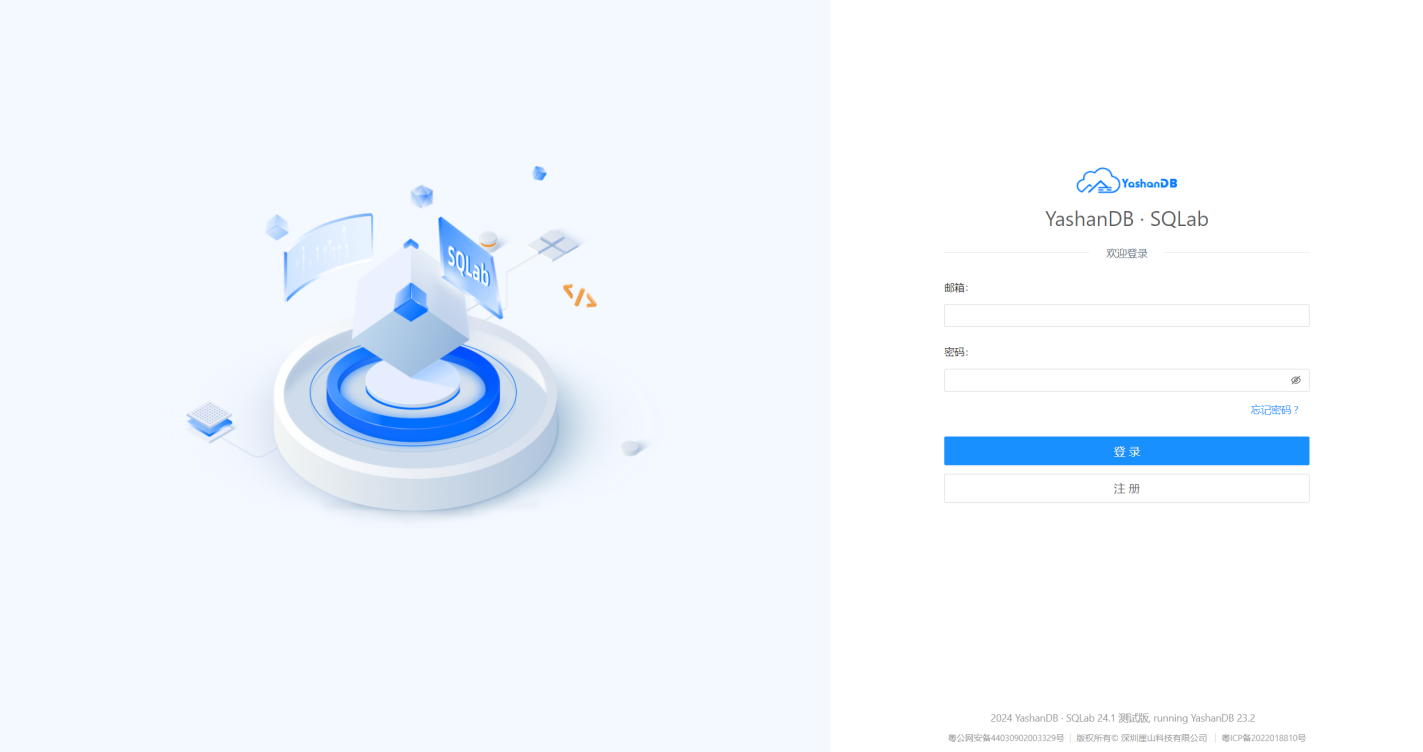 SQLab
YashanDB
YashanDB · SQLab
欢迎登录
邮箱:
密码:
忘记密码 ?
登 录
注 册
2024 YashanDB · SQLab 24.1 测试版, running YashanDB 23.2
粤公网安备44030902003329号 | 版权所有© 深圳崖山科技有限公司 | 粤ICP备2022018810号